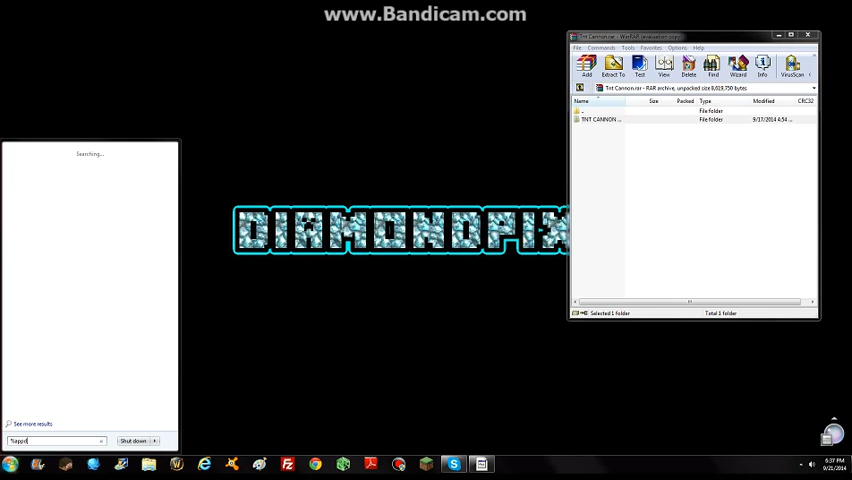 www.Bandicam.com
Tnt Cannon.rar - WinRAR (evaluation copy)
File Commands Tools Favorites Options Help
Add Extract To Test View Delete Find Wizard Info VirusScan
Tnt Cannon.rar - RAR archive, unpacked size 8,619,750 bytes
Name Size Packed Type Modified CRC32
.. File folder
TNT CANNON ... File folder 9/17/2014 4:54 ...
Searching...
DIAMONDPIX
Selected 1 folder Total 1 folder
See more results
%appd
Shut down
6:37 PM
9/21/2014